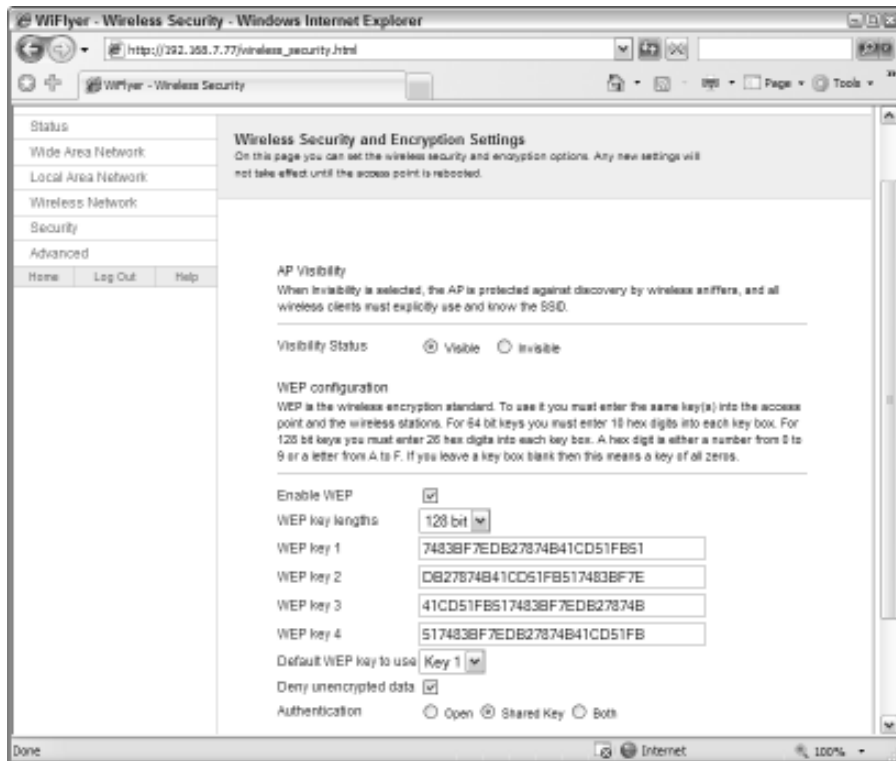 WiFlyer - Wireless Security - Windows Internet Explorer
http://192.168.7.77/wireless_security.html
WiFlyer - Wireless Security
Page
Tools
Status
Wide Area Network
Local Area Network
Wireless Network
Security
Advanced
Home Log Out Help
Wireless Security and Encryption Settings
On this page you can set the wireless security and encryption options. Any new settings will
not take effect until the access point is rebooted.
AP Visibility
When Invisibility is selected, the AP is protected against discovery by wireless sniffers, and all
wireless clients must explicitly use and know the SSID.
Visibility Status Visible Invisible
WEP configuration
WEP is the wireless encryption standard. To use it you must enter the same key(s) into the access
point and the wireless stations. For 64 bit keys you must enter 10 hex digits into each key box. For
128 bit keys you must enter 26 hex digits into each key box. A hex digit is either a number from 0 to
9 or a letter from A to F. If you leave a key box blank then this means a key of all zeros.
Enable WEP
WEP key lengths 128 bit
WEP key 1 7483BF7EDB27874B41CD51FB51
WEP key 2 DB27874B41CD51FB517483BF7E
WEP key 3 41CD51FB517483BF7EDB27874B
WEP key 4 517483BF7EDB27874B41CD51FB
Default WEP key to use Key 1
Deny unencrypted data
Authentication Open Shared Key Both
Done Internet 100%